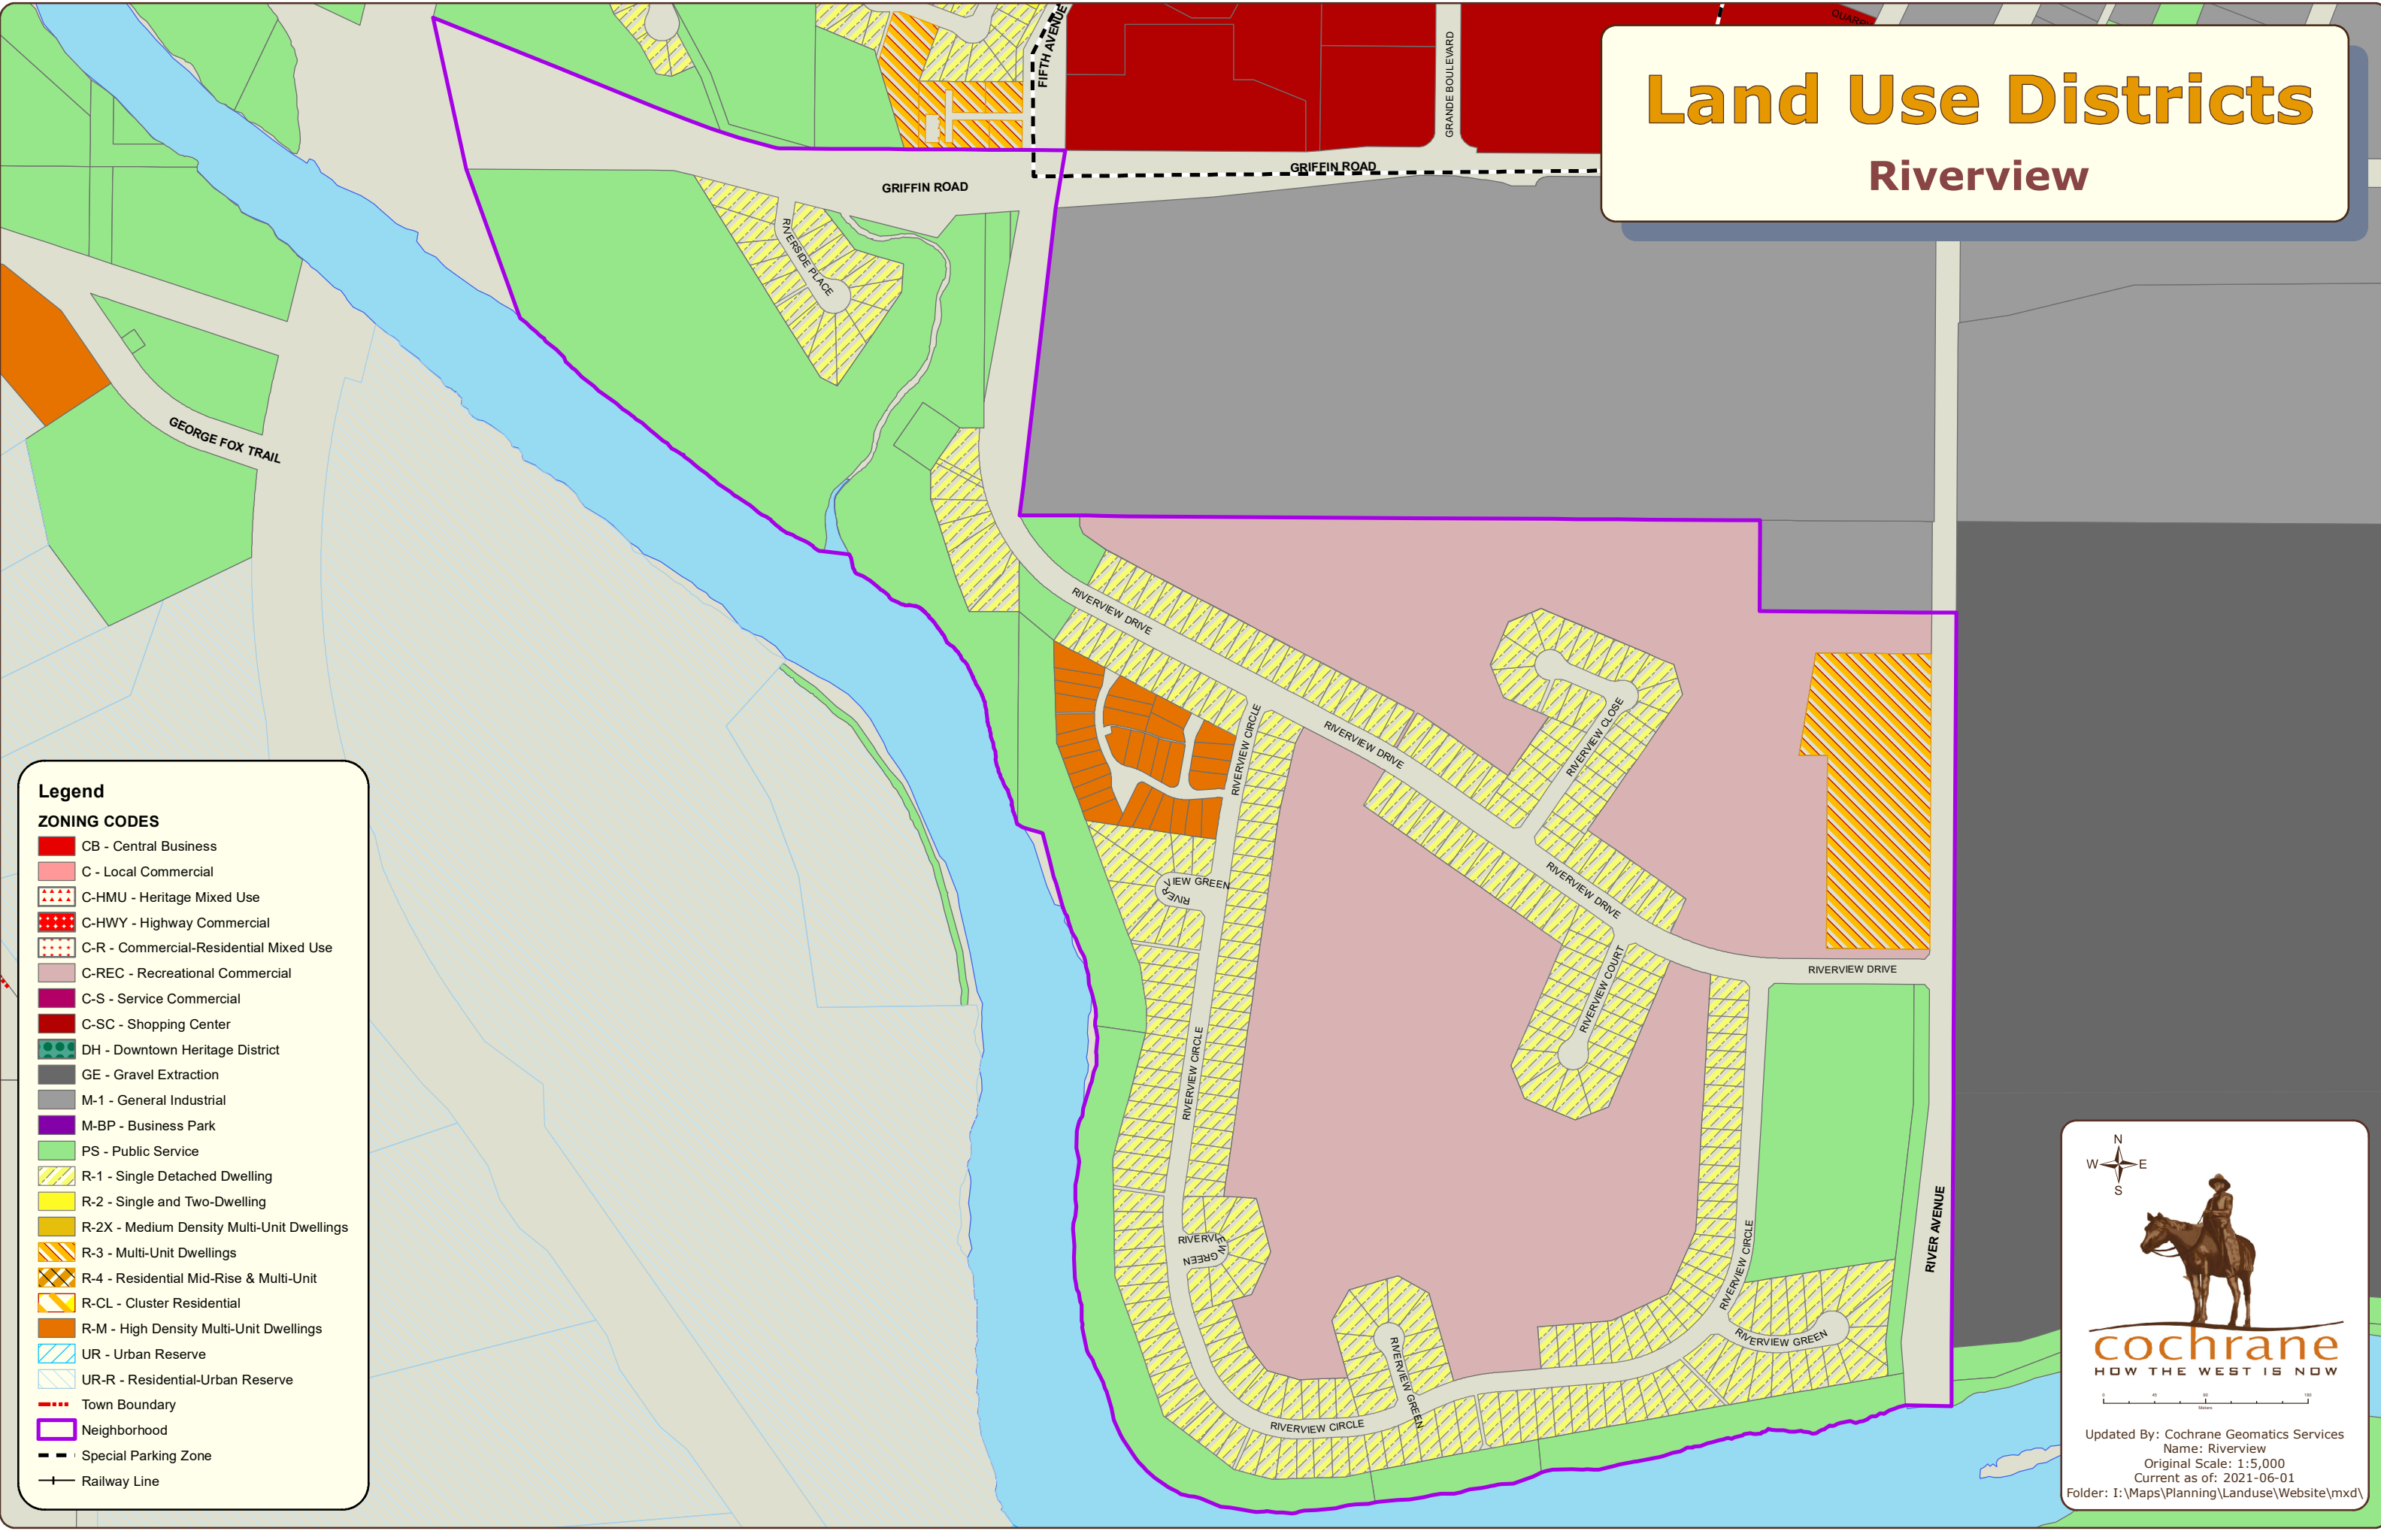 FIFTH AVENUE
GRANDE BOULEVARD
Land Use Districts
Riverview
GRIFFIN ROAD
GRIFFIN ROAD
RIVERSIDE PLACE
GEORGE FOX TRAIL
RIVERVIEW DRIVE
RIVERVIEW CIRCLE
RIVERVIEW DRIVE
RIVERVIEW CLOSE
RIVERVIEW DRIVE
RIVERVIEW GREEN
RIVERVIEW COURT
RIVERVIEW DRIVE
RIVERVIEW CIRCLE
RIVERVIEW GREEN
RIVERVIEW CIRCLE
RIVERVIEW GREEN
RIVERVIEW GREEN
RIVERVIEW CIRCLE
RIVER AVENUE
Legend
ZONING CODES
CB - Central Business
C - Local Commercial
C-HMU - Heritage Mixed Use
C-HWY - Highway Commercial
C-R - Commercial-Residential Mixed Use
C-REC - Recreational Commercial
C-S - Service Commercial
C-SC - Shopping Center
DH - Downtown Heritage District
GE - Gravel Extraction
M-1 - General Industrial
M-BP - Business Park
PS - Public Service
R-1 - Single Detached Dwelling
R-2 - Single and Two-Dwelling
R-2X - Medium Density Multi-Unit Dwellings
R-3 - Multi-Unit Dwellings
R-4 - Residential Mid-Rise & Multi-Unit
R-CL - Cluster Residential
R-M - High Density Multi-Unit Dwellings
UR - Urban Reserve
UR-R - Residential-Urban Reserve
Town Boundary
Neighborhood
Special Parking Zone
Railway Line
N
W E
S
cochrane
HOW THE WEST IS NOW
Meters
Updated By: Cochrane Geomatics Services
Name: Riverview
Original Scale: 1:5,000
Current as of: 2021-06-01
Folder: I:\Maps\Planning\Landuse\Website\mxd\